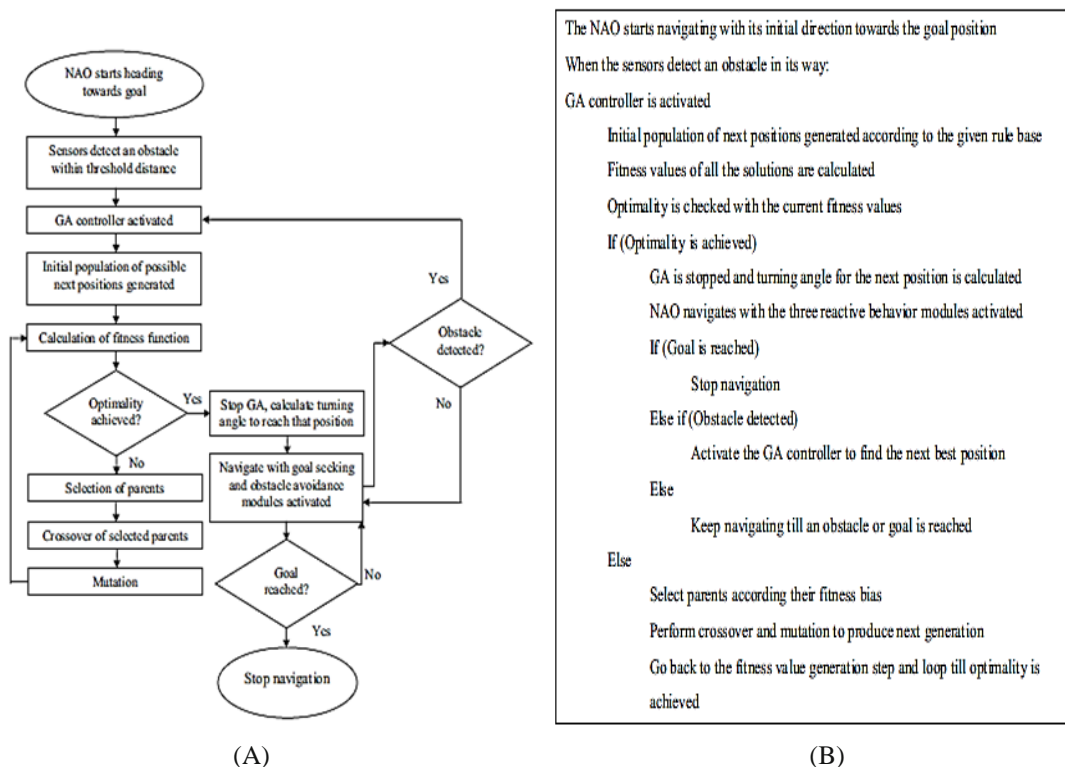 NAO starts heading
towards goal
Sensors detect an obstacle
within threshold distance
GA controller activated
Initial population of possible
next positions generated
Calculation of fitness function
Optimality
achieved?
Yes
No
Selection of parents
Crossover of selected parents
Mutation
Stop GA, calculate turning
angle to reach that position
Navigate with goal seeking
and obstacle avoidance
modules activated
Obstacle
detected?
Yes
No
Goal
reached?
No
Yes
Stop navigation
(A)
The NAO starts navigating with its initial direction towards the goal position
When the sensors detect an obstacle in its way:
GA controller is activated
Initial population of next positions generated according to the given rule base
Fitness values of all the solutions are calculated
Optimality is checked with the current fitness values
If (Optimality is achieved)
GA is stopped and turning angle for the next position is calculated
NAO navigates with the three reactive behavior modules activated
If (Goal is reached)
Stop navigation
Else if (Obstacle detected)
Activate the GA controller to find the next best position
Else
Keep navigating till an obstacle or goal is reached
Else
Select parents according their fitness bias
Perform crossover and mutation to produce next generation
Go back to the fitness value generation step and loop till optimality is
achieved
(B)